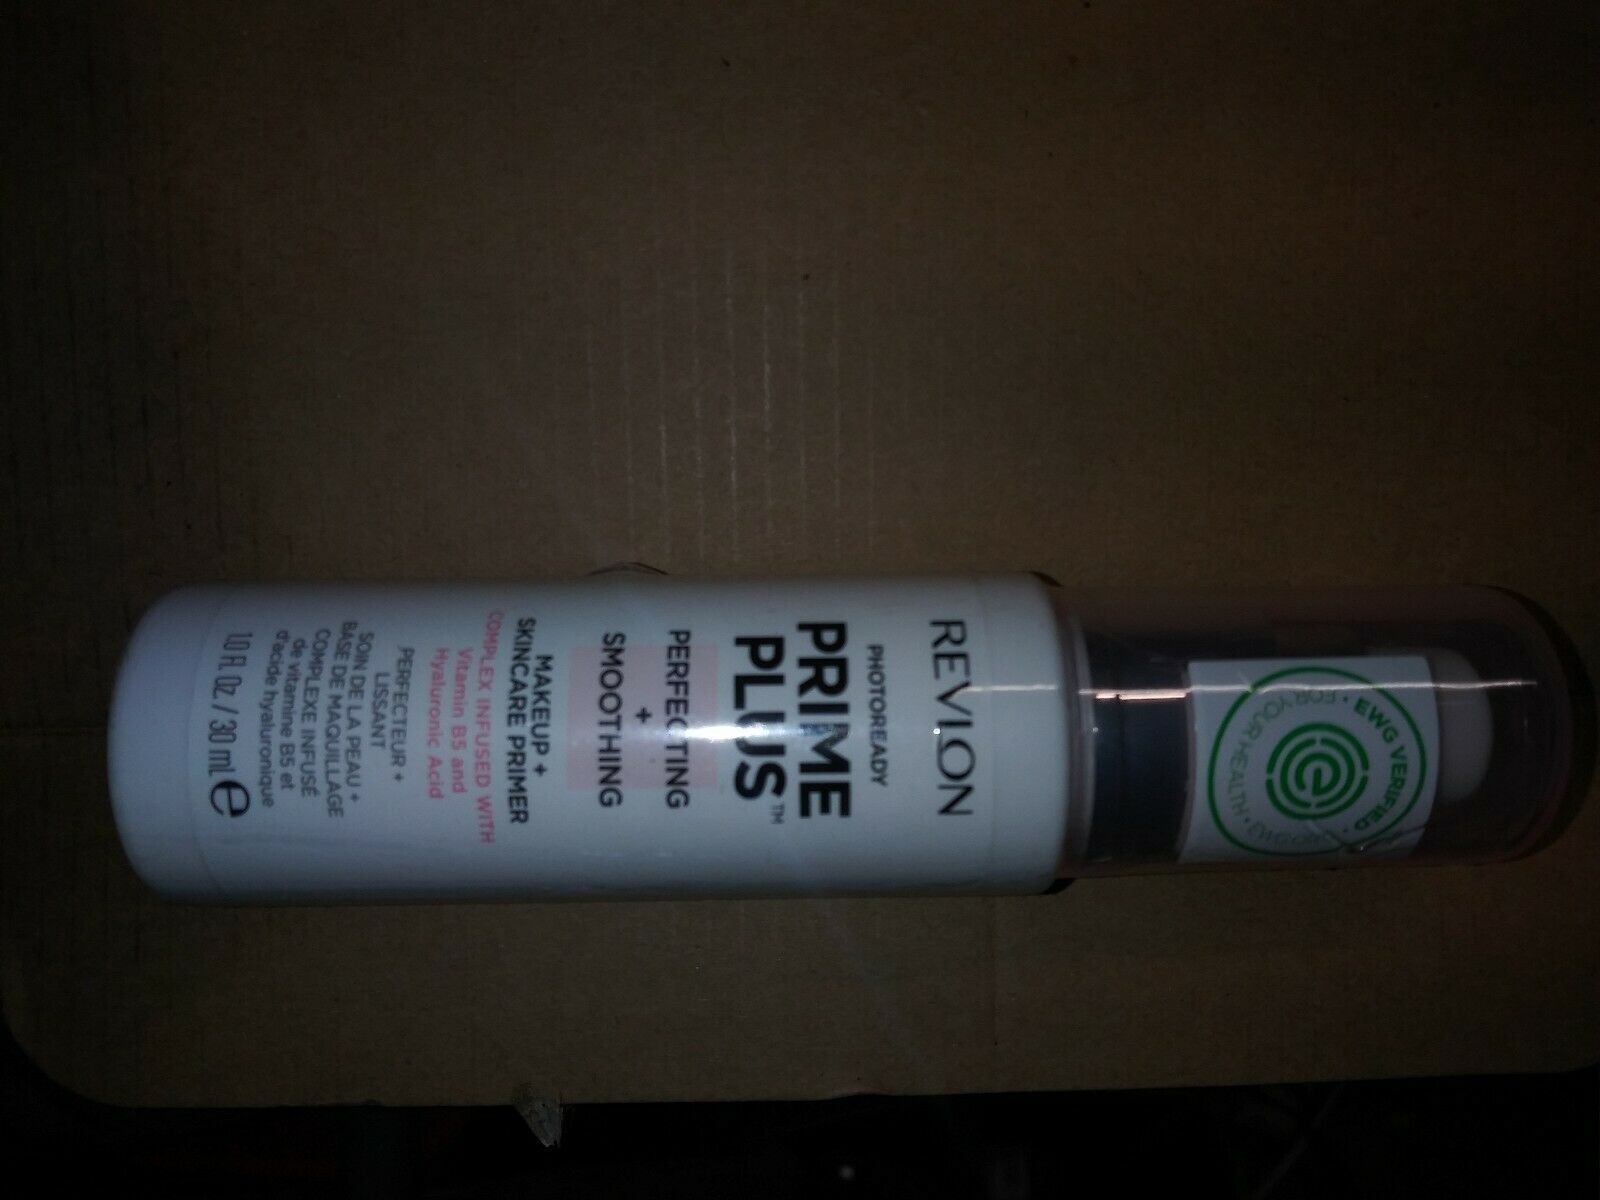 REVLON
PHOTOREADY
PRIME
PLUS™
PERFECTING
+
SMOOTHING
MAKEUP +
SKINCARE PRIMER
COMPLEX INFUSED WITH
Vitamin B5 and
Hyaluronic Acid
PERFECTEUR +
LISSANT
SOIN DE LA PEAU +
BASE DE MAQUILLAGE
COMPLEXE INFUSÉ
de vitamine B5 et
d'acide hyaluronique
1.0 FL Oz / 30 mL ℮
• EWG VERIFIED •
FOR YOUR HEALTH • EWG.ORG
e